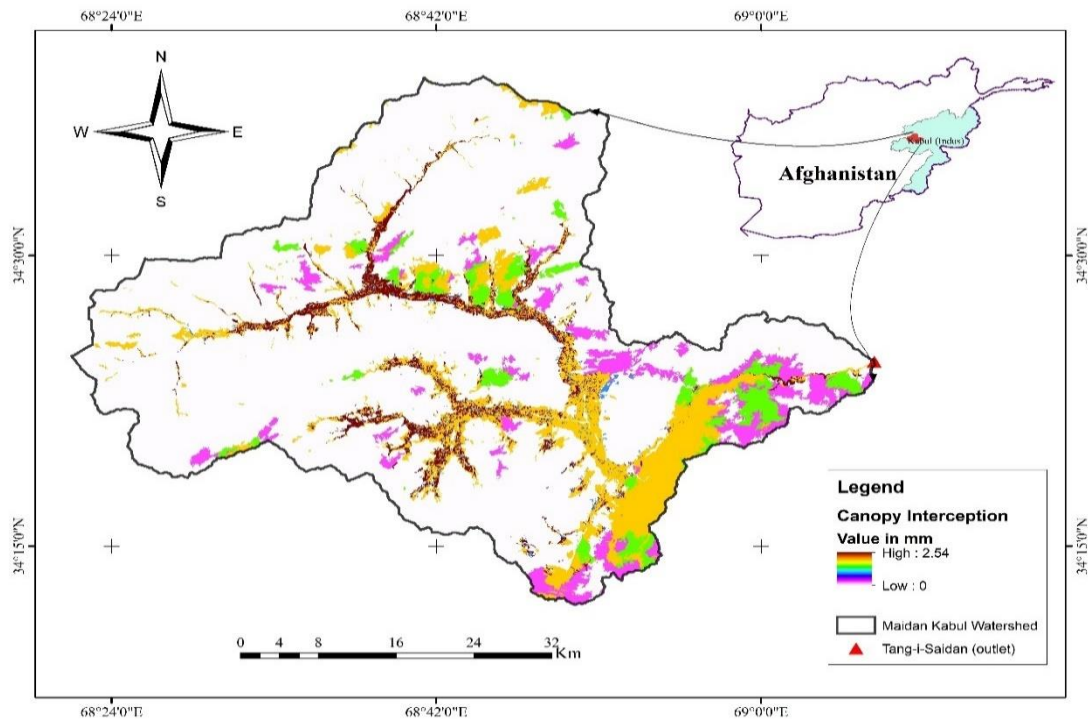 68°24'0"E
68°42'0"E
69°0'0"E
N
W
E
S
Kabul (Indus)
Afghanistan
34°30'0"N
34°30'0"N
34°15'0"N
34°15'0"N
Legend
Canopy Interception
Value in mm
High : 2.54
Low : 0
Maidan Kabul Watershed
Tang-i-Saidan (outlet)
0 4 8 16 24 32
Km
68°24'0"E
68°42'0"E
69°0'0"E